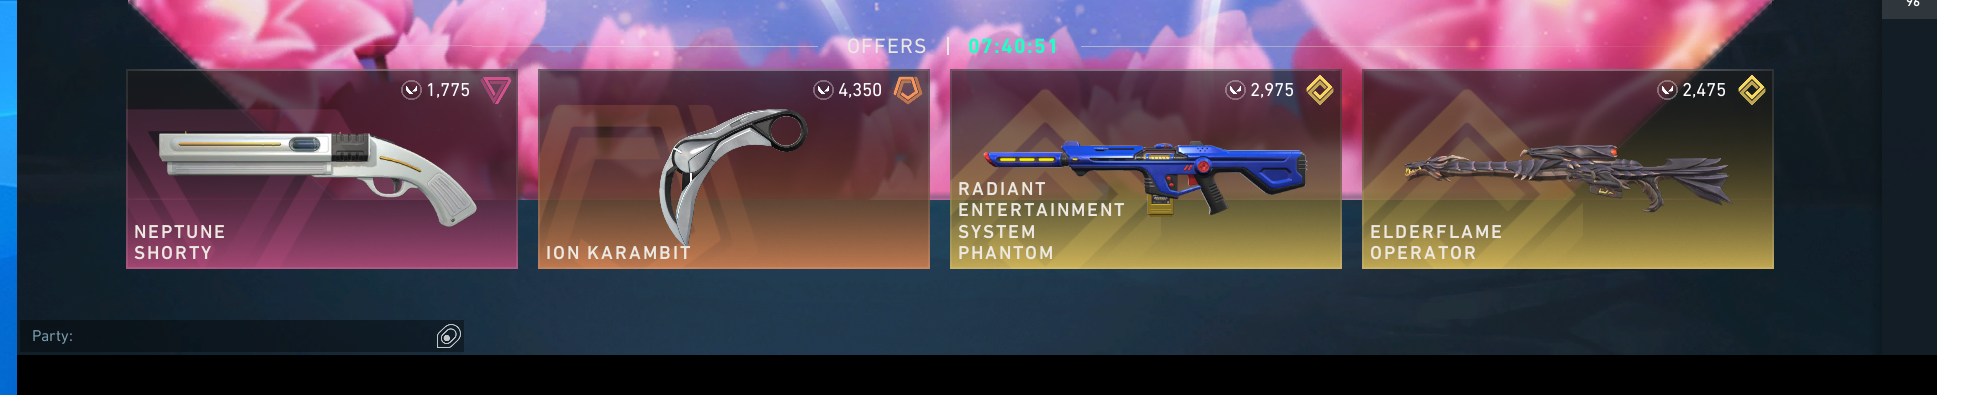 96
OFFERS | 07:40:51
1,775
NEPTUNE
SHORTY
4,350
ION KARAMBIT
2,975
RADIANT
ENTERTAINMENT
SYSTEM
PHANTOM
2,475
ELDERFLAME
OPERATOR
Party: